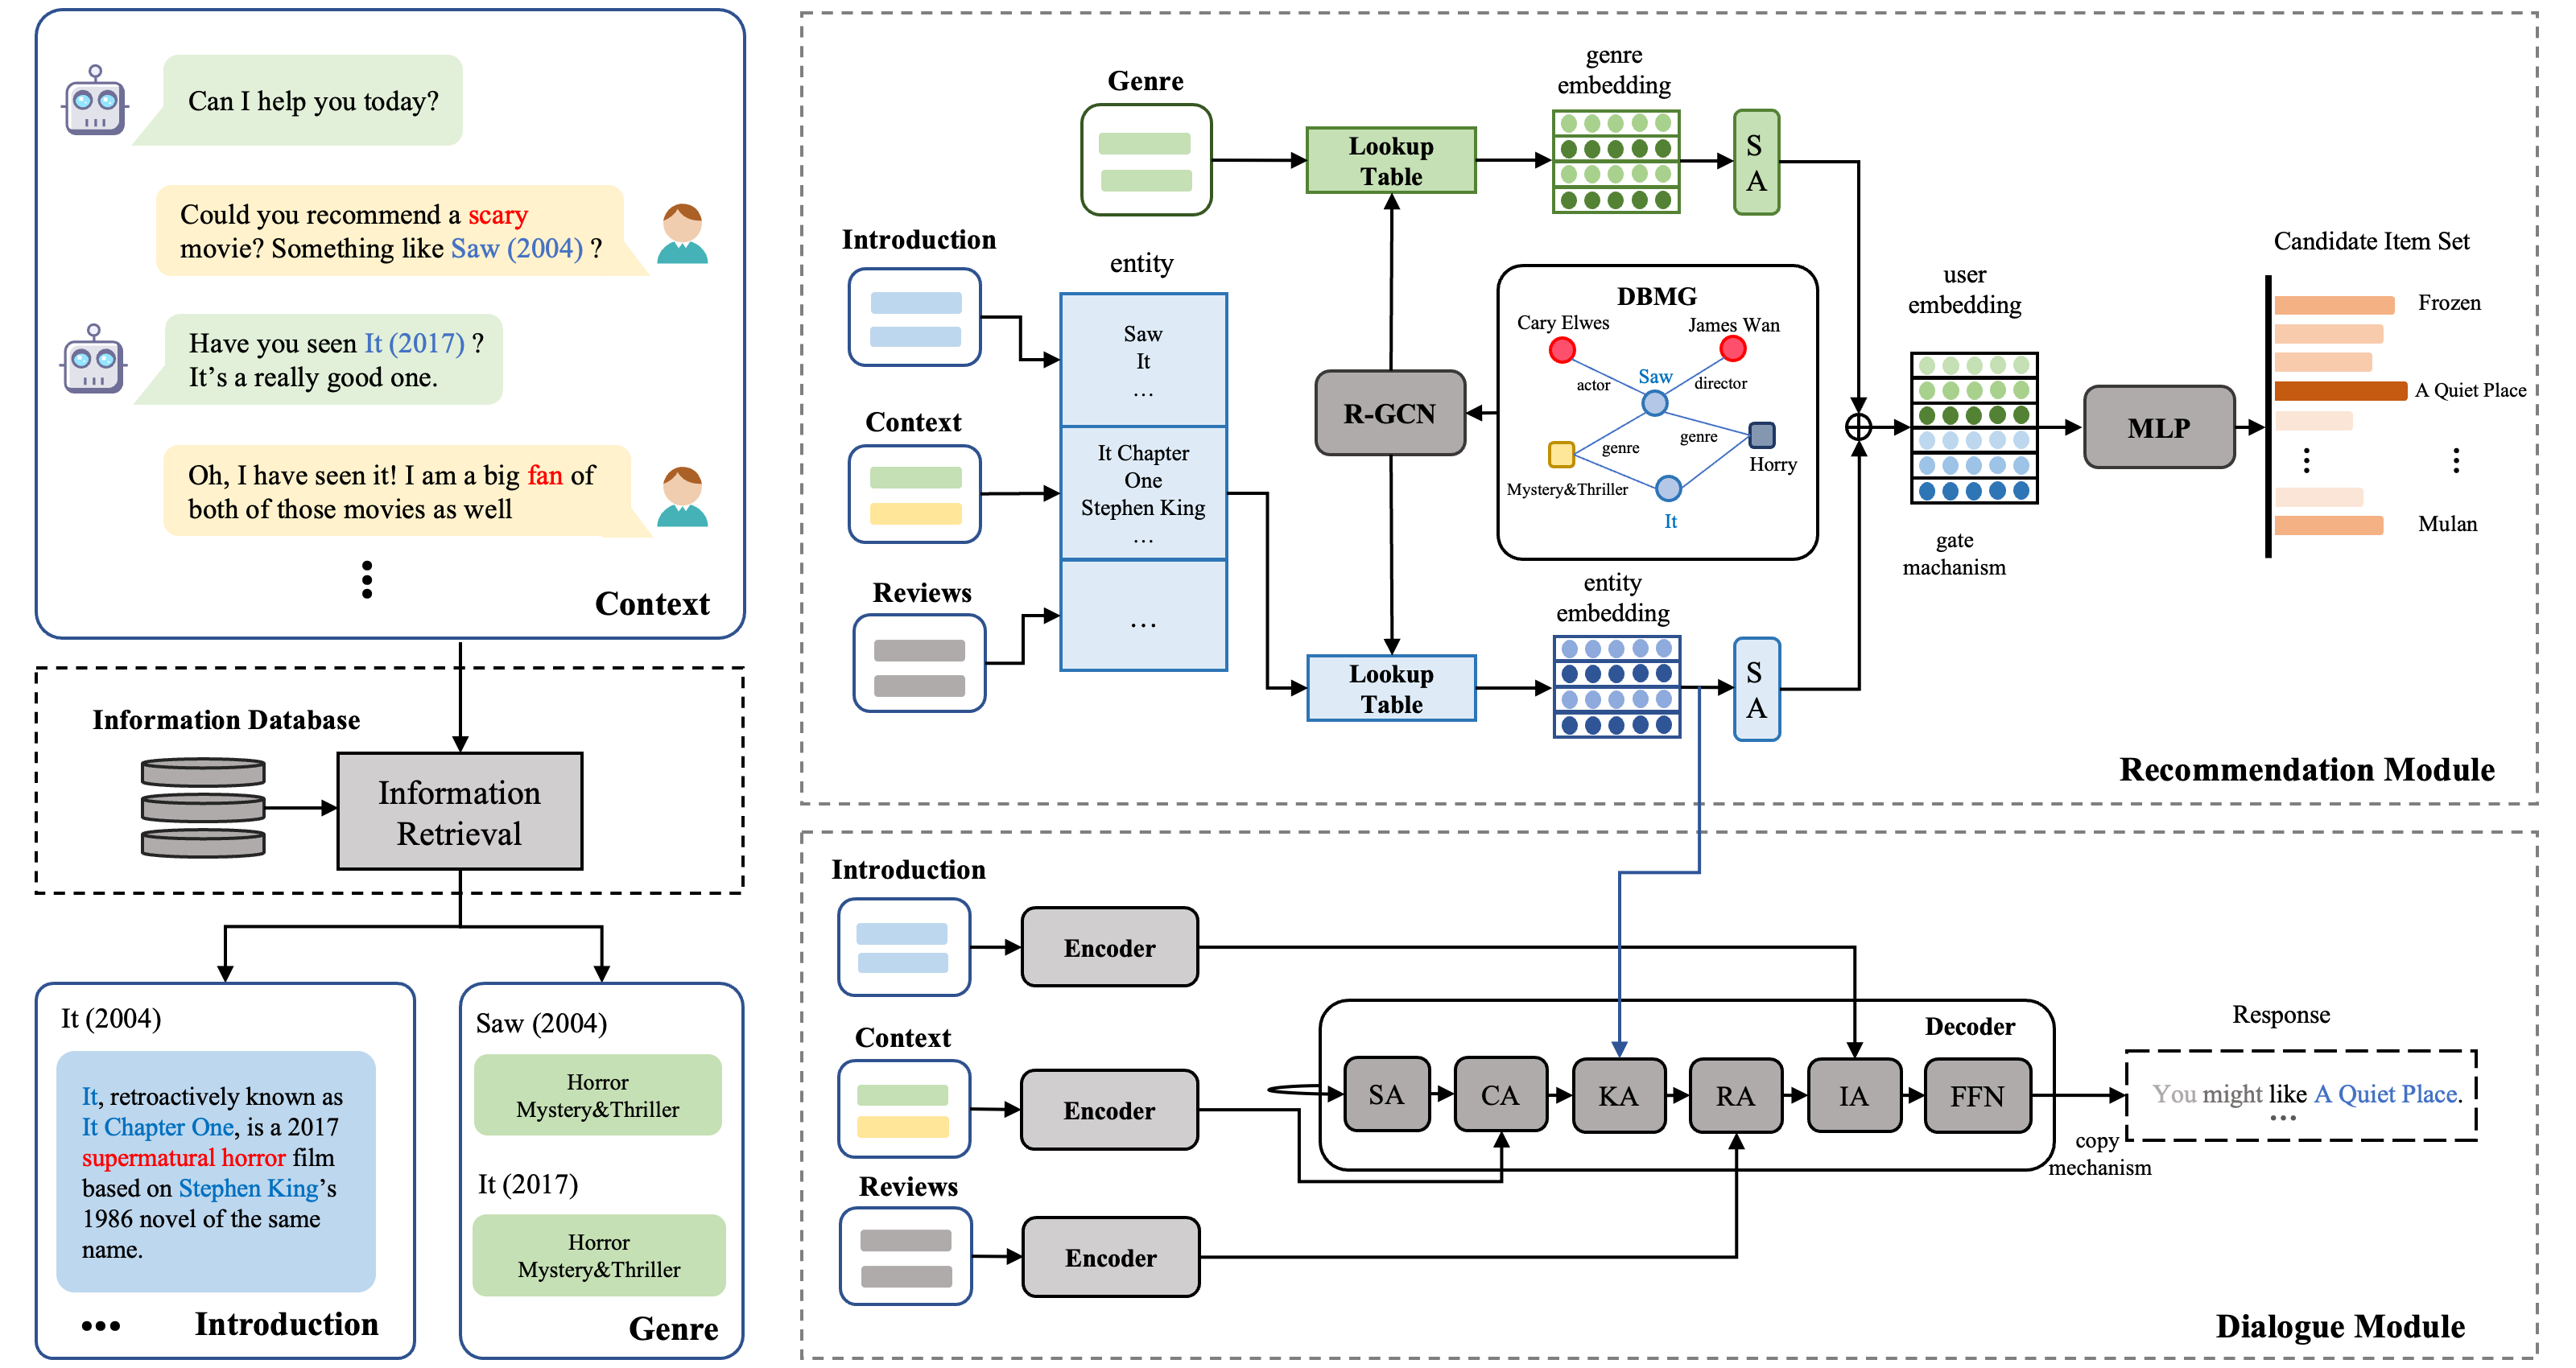 Can I help you today?
Could you recommend a scary
movie? Something like Saw (2004) ?
Have you seen It (2017) ?
It’s a really good one.
Oh, I have seen it! I am a big fan of
both of those movies as well
Context
Information Database
Information
Retrieval
It (2004)
It, retroactively known as
It Chapter One, is a 2017
supermatural horror film
based on Stephen King’s
1986 novel of the same
name.
Introduction
Saw (2004)
Horror
Mystery&Thriller
It (2017)
Horror
Mystery&Thriller
Genre
Genre
Introduction
Context
Reviews
entity
Saw
It
…
It Chapter
One
Stephen King
…
…
Lookup
Table
R-GCN
Lookup
Table
genre
embedding
S
A
DBMG
Cary Elwes
James Wan
actor
Saw
director
genre
genre
Mystery&Thriller
Horry
It
entity
embedding
S
A
user
embedding
gate
machanism
MLP
Candidate Item Set
Frozen
A Quiet Place
Mulan
Recommendation Module
Introduction
Encoder
Context
Encoder
Reviews
Encoder
Decoder
SA
CA
KA
RA
IA
FFN
copy
mechanism
Response
You might like A Quiet Place.
...
Dialogue Module